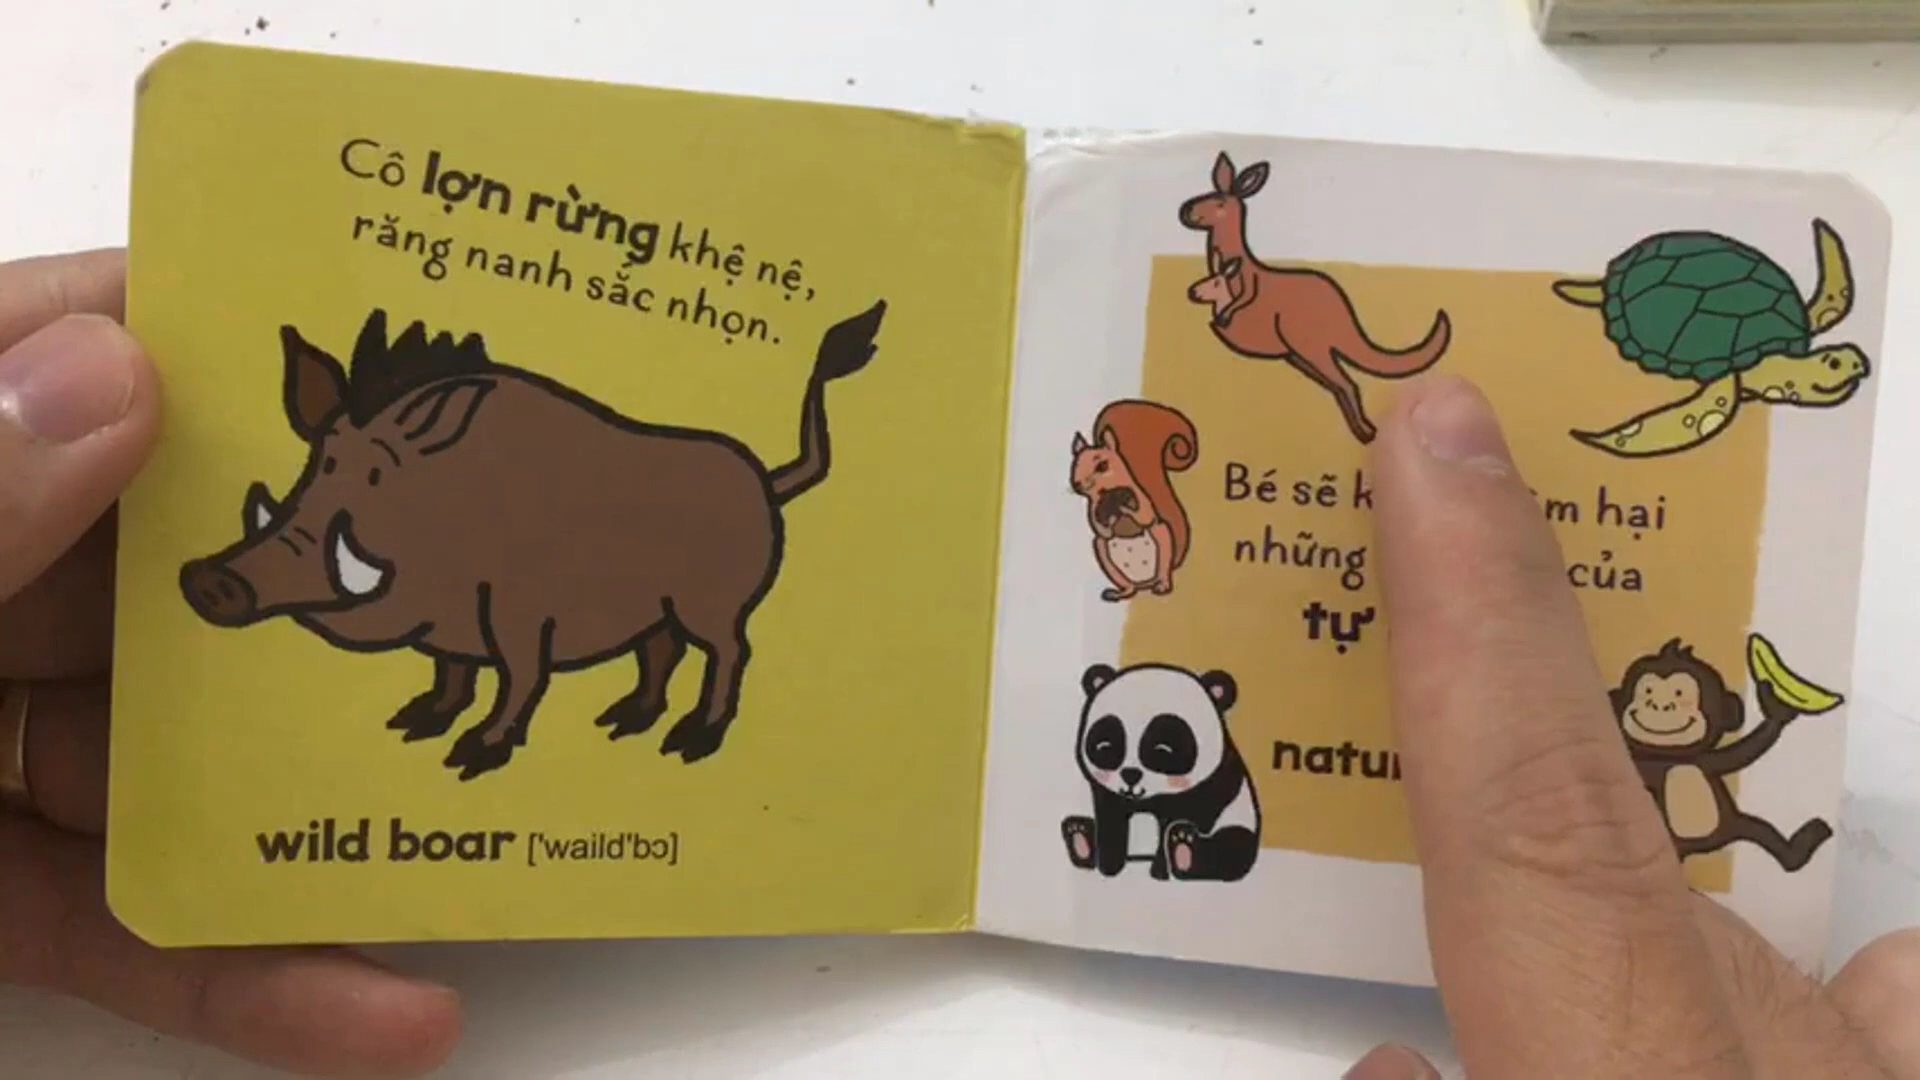 Cô lợn rừng khệ nệ,
răng nanh sắc nhọn.
wild boar ['waild'bɔ]
Bé sẽ hại
những của
tự